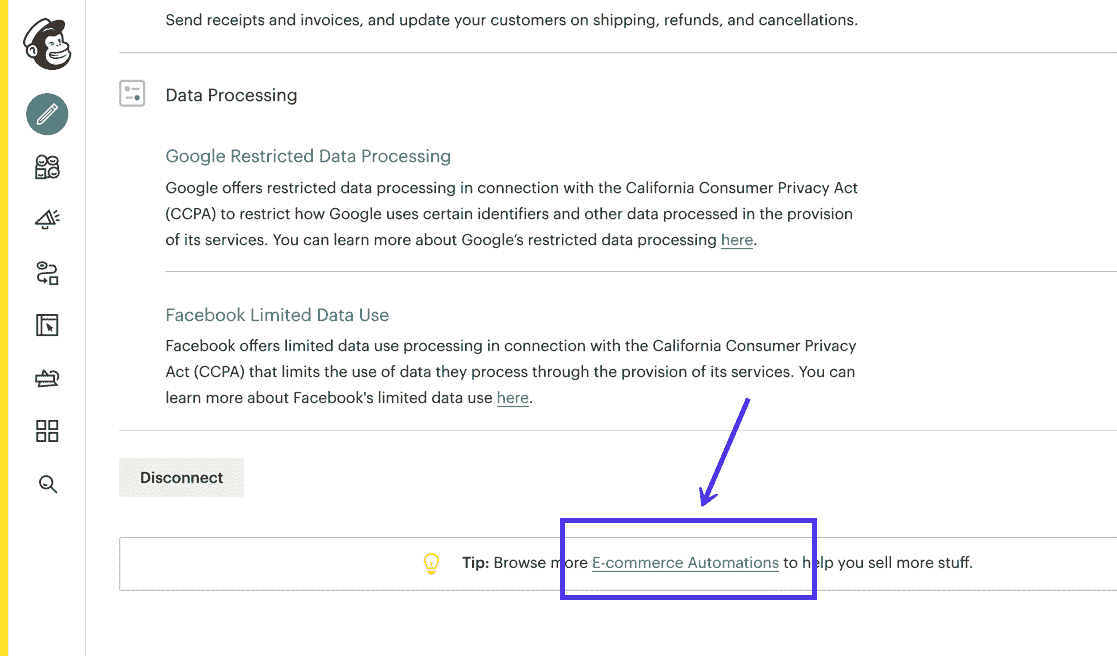 Send receipts and invoices, and update your customers on shipping, refunds, and cancellations.
Data Processing
Google Restricted Data Processing
Google offers restricted data processing in connection with the California Consumer Privacy Act
(CCPA) to restrict how Google uses certain identifiers and other data processed in the provision
of its services. You can learn more about Google’s restricted data processing here.
Facebook Limited Data Use
Facebook offers limited data use processing in connection with the California Consumer Privacy
Act (CCPA) that limits the use of data they process through the provision of its services. You can
learn more about Facebook's limited data use here.
Disconnect
Tip: Browse more E-commerce Automations to help you sell more stuff.